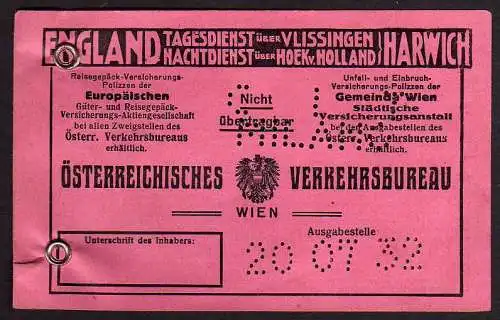 ENGLAND TAGESDIENST ÜBER VLISSINGEN HARWICH
NACHTDIENST ÜBER HOEK V. HOLLAND
Reisegepäck-Versicherungs-
Polizzen der
Europäischen
Güter- und Reisegepäck-
Versicherungs-Aktiengesellschaft
bei allen Zweigstellen des
Österr. Verkehrsbureaus
erhältlich.
Nicht
übertragbar
Unfall- und Einbruch-
Versicherungs-Polizzen der
Gemeinde Wien
Städtische
Versicherungsanstalt
bei den Ausgabestellen des
Österr. Verkehrsbureaus
erhältlich.
ÖSTERREICHISCHES VERKEHRSBUREAU
WIEN
Unterschrift des Inhabers:
Ausgabestelle
20 07 32